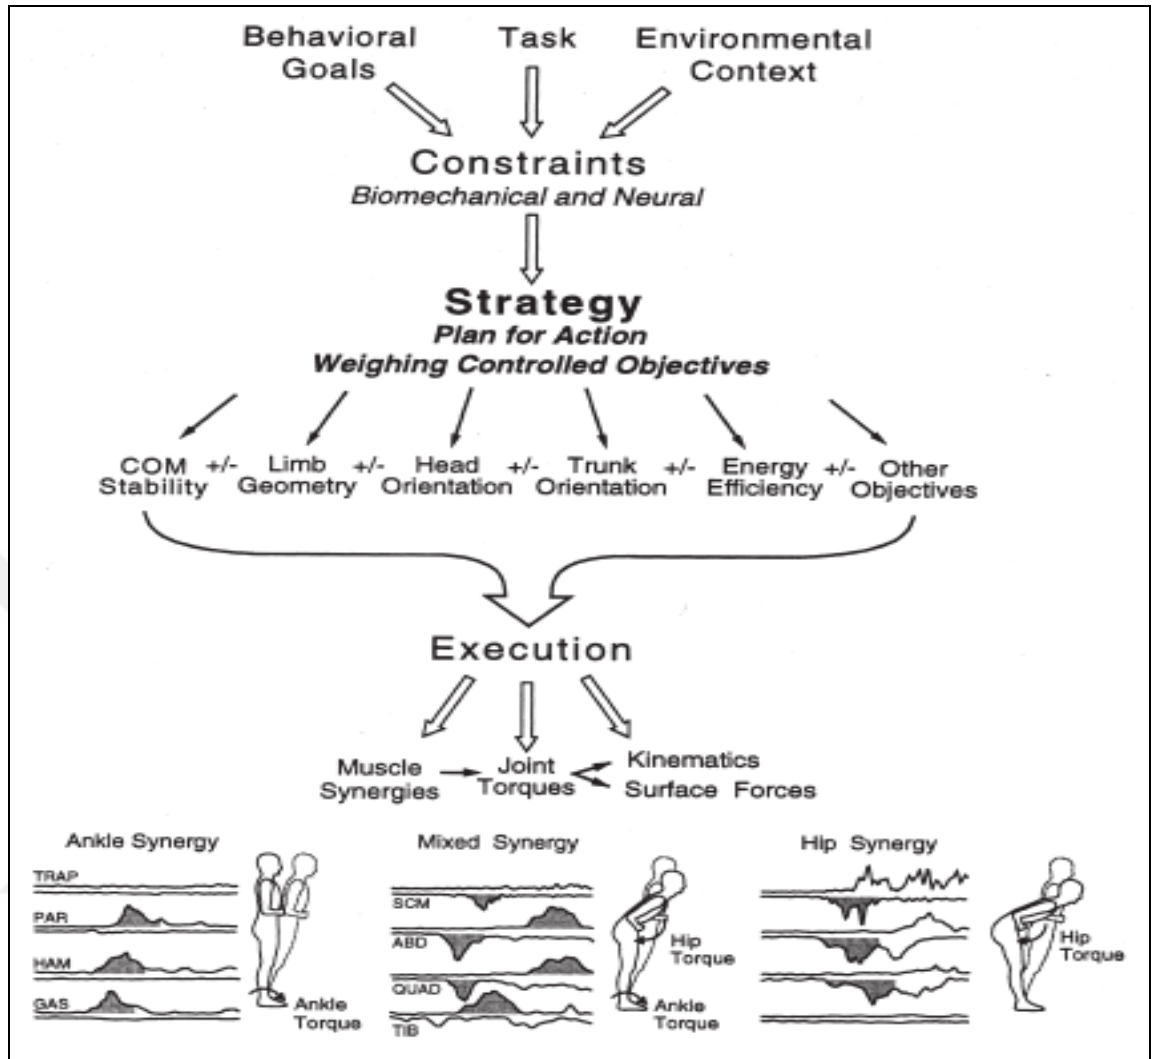 Behavioral Goals
Task
Environmental Context
Constraints
Biomechanical and Neural
Strategy
Plan for Action
Weighing Controlled Objectives
COM Stability +/- Limb Geometry +/- Head Orientation +/- Trunk Orientation +/- Energy Efficiency +/- Other Objectives
Execution
Muscle Synergies
Joint Torques
Kinematics
Surface Forces
Ankle Synergy
TRAP
PAR
HAM
GAS
Ankle Torque
Mixed Synergy
SCM
ABD
QUAD
TIB
Hip Torque
Ankle Torque
Hip Synergy
Hip Torque